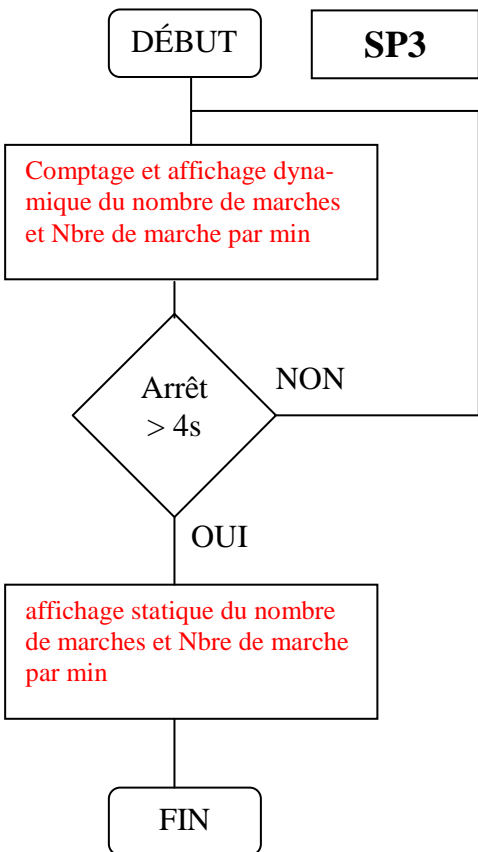 DÉBUT
SP3
Comptage et affichage dyna-
mique du nombre de marches
et Nbre de marche par min
Arrêt
> 4s
NON
OUI
affichage statique du nombre
de marches et Nbre de marche
par min
FIN